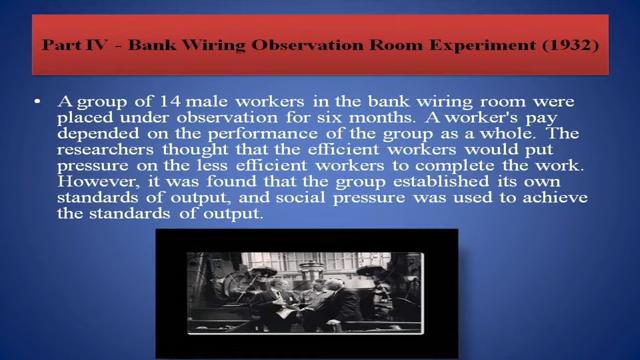 Part IV - Bank Wiring Observation Room Experiment (1932)
• A group of 14 male workers in the bank wiring room were
placed under observation for six months. A worker's pay
depended on the performance of the group as a whole. The
researchers thought that the efficient workers would put
pressure on the less efficient workers to complete the work.
However, it was found that the group established its own
standards of output, and social pressure was used to achieve
the standards of output.